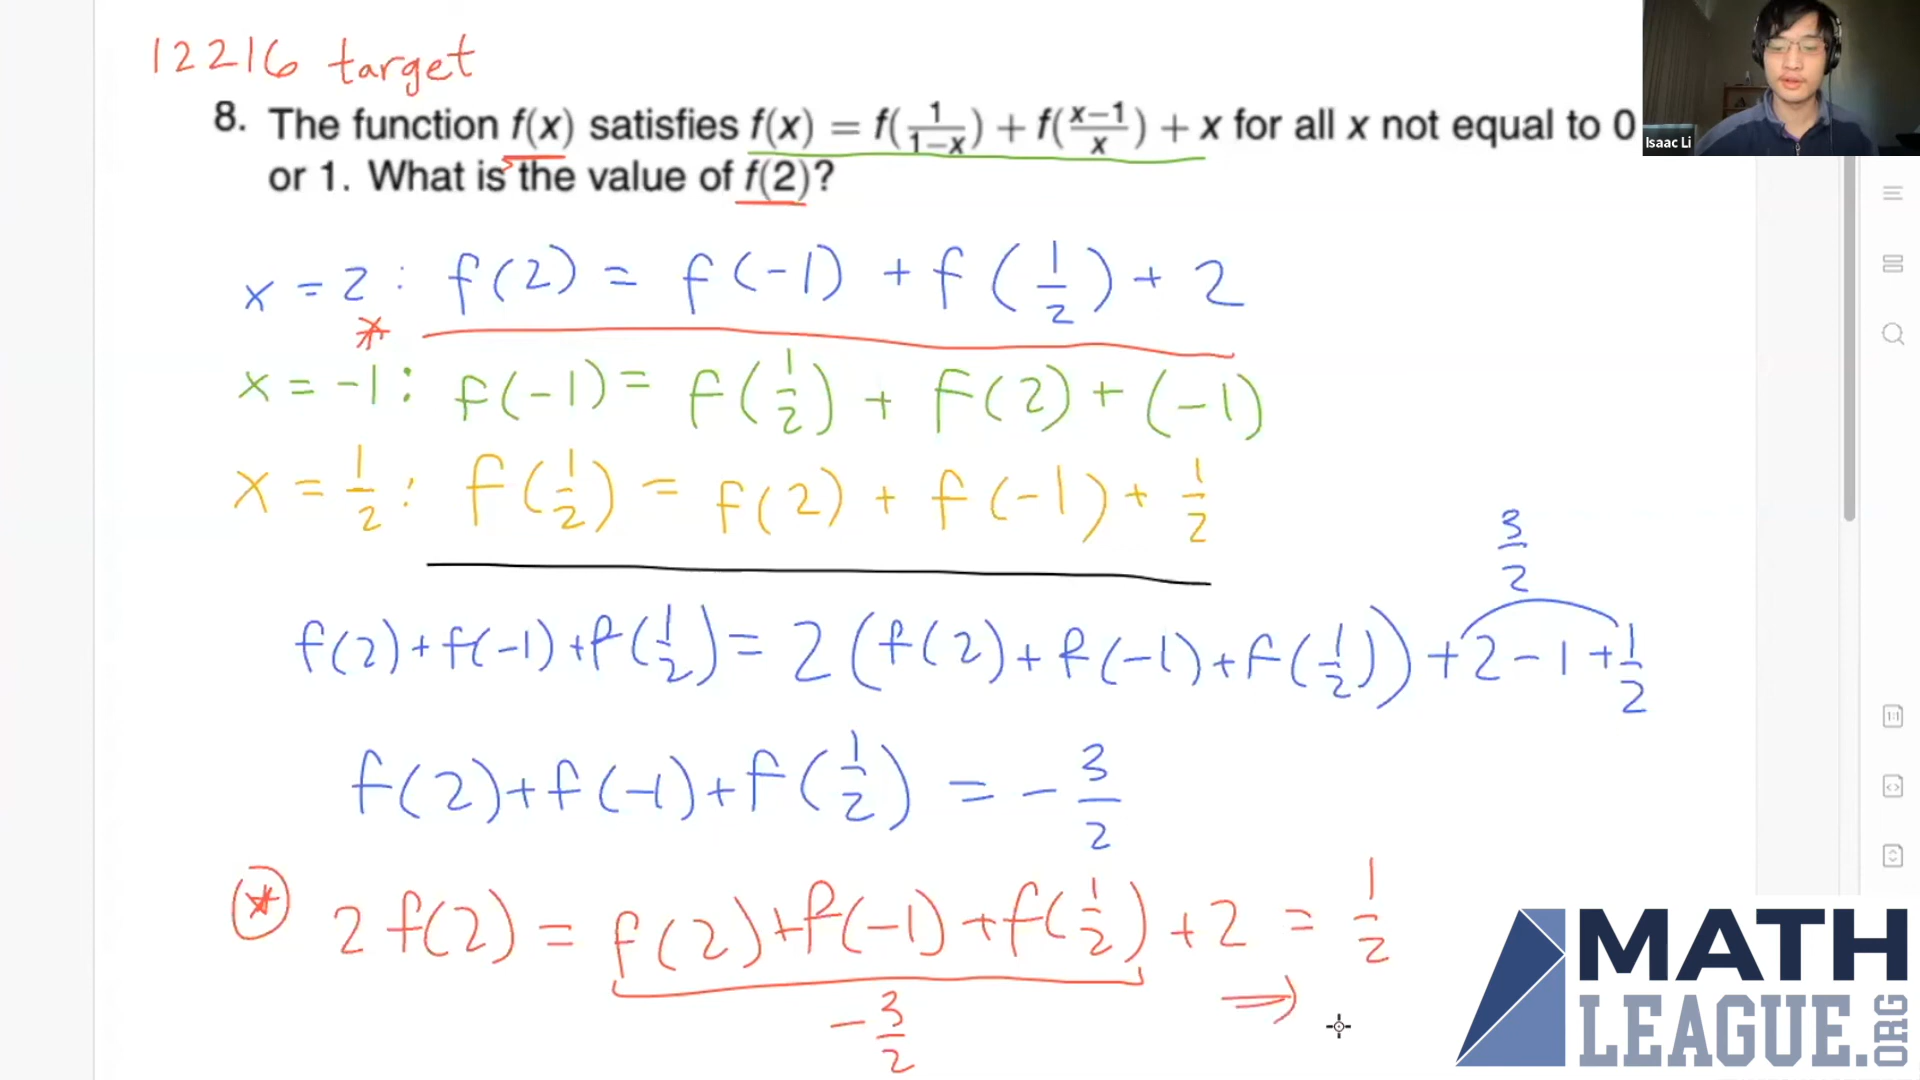 12216 target
8. The function f(x) satisfies f(x) = f(1/(1−x)) + f((x−1)/x) + x for all x not equal to 0
or 1. What is the value of f(2)?
Isaac Li
x = 2 : f(2) = f(-1) + f(1/2) + 2
*
x = -1 : f(-1) = f(1/2) + f(2) + (-1)
x = 1/2 : f(1/2) = f(2) + f(-1) + 1/2
3/2
f(2) + f(-1) + f(1/2) = 2(f(2) + f(-1) + f(1/2)) + 2 - 1 + 1/2
f(2) + f(-1) + f(1/2) = - 3/2
* 2f(2) = f(2) + f(-1) + f(1/2) + 2 = 1/2
- 3/2 ⇒
MATH
LEAGUE.ORG